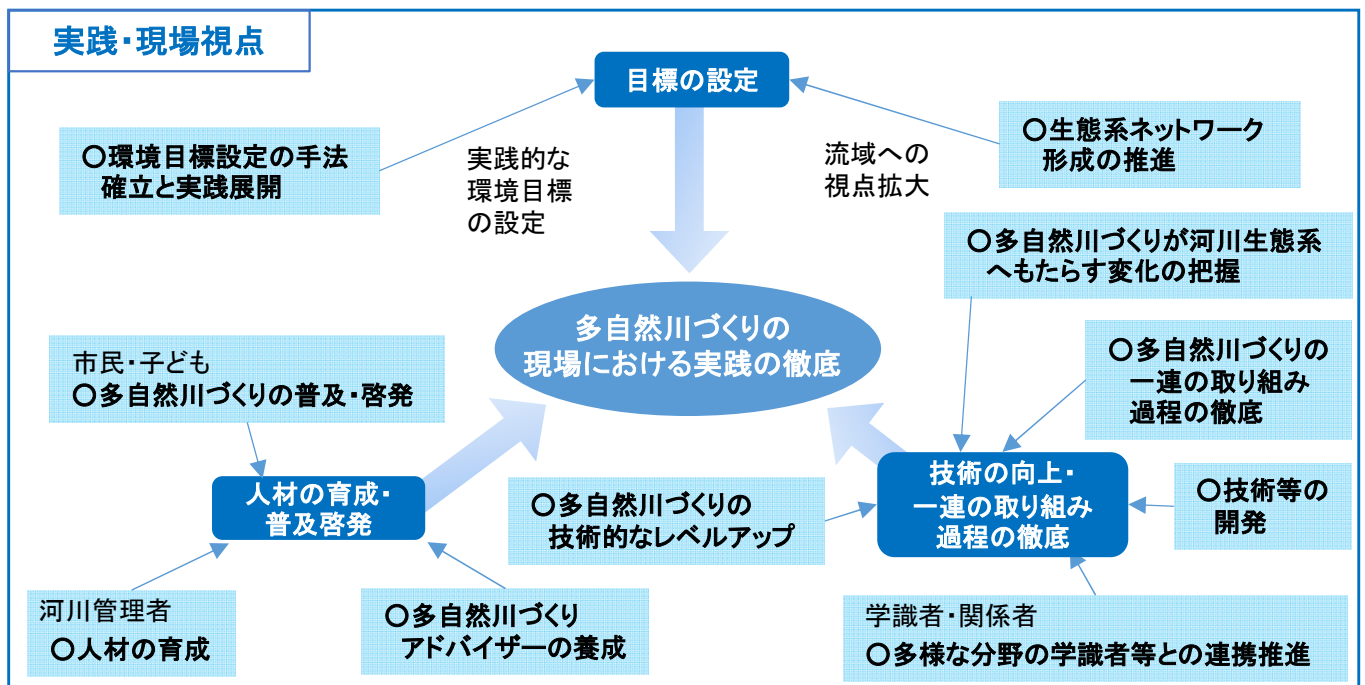 実践・現場視点
目標の設定
〇環境目標設定の手法
確立と実践展開
実践的な
環境目標
の設定
流域への
視点拡大
〇生態系ネットワーク
形成の推進
〇多自然川づくりが河川生態系
へもたらす変化の把握
多自然川づくりの
現場における実践の徹底
〇多自然川づくりの
一連の取り組み
過程の徹底
市民・子ども
〇多自然川づくりの普及・啓発
人材の育成・
普及啓発
〇多自然川づくりの
技術的なレベルアップ
技術の向上・
一連の取り組み
過程の徹底
〇技術等の
開発
河川管理者
〇人材の育成
〇多自然川づくり
アドバイザーの養成
学識者・関係者
〇多様な分野の学識者等との連携推進